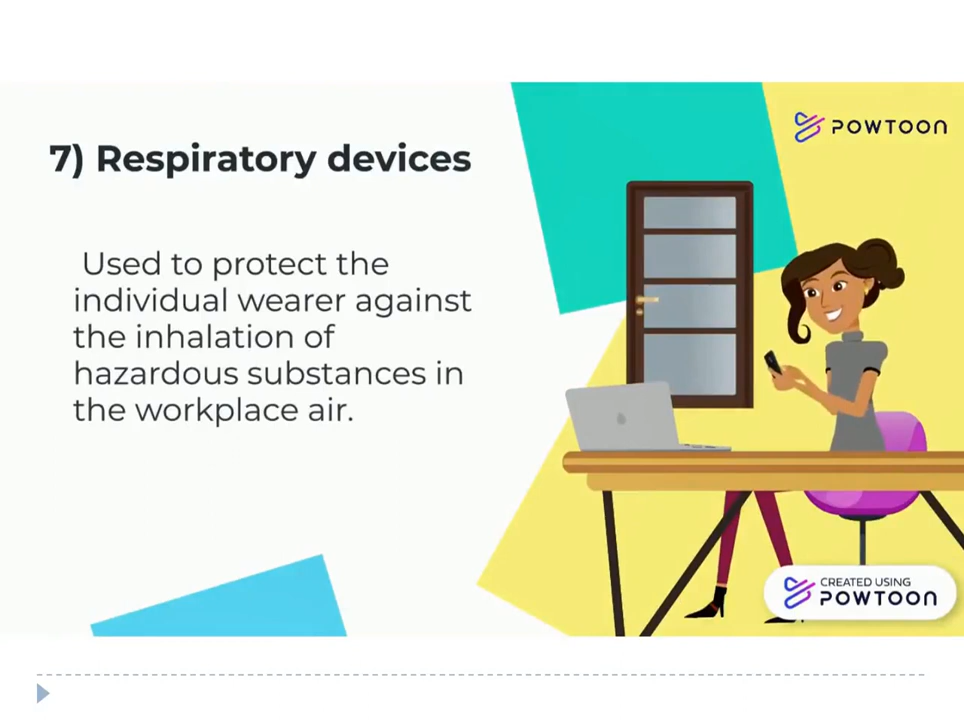 POWTOON
7) Respiratory devices
Used to protect the
individual wearer against
the inhalation of
hazardous substances in
the workplace air.
CREATED USING
POWTOON